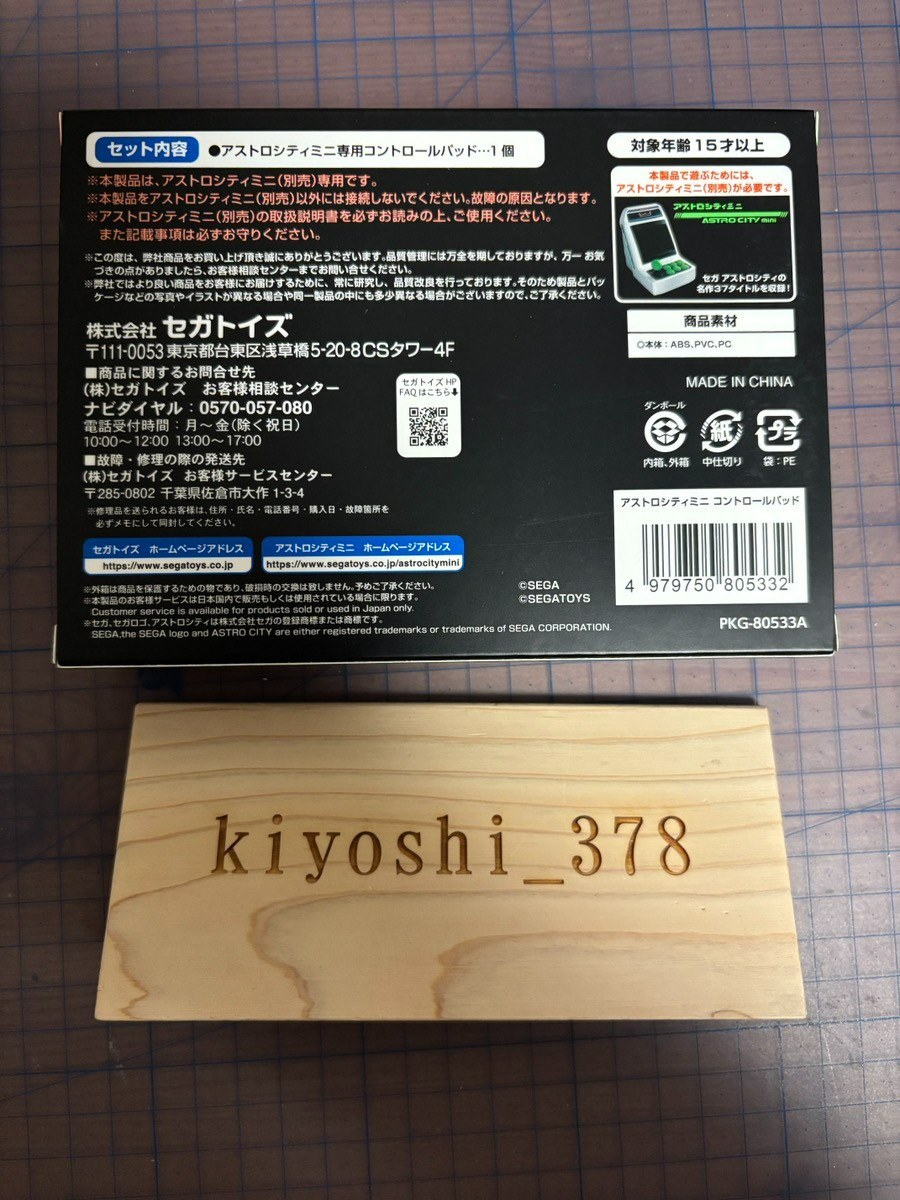 セット内容 ●アストロシティミニ専用コントロールパッド…1個
※本製品は、アストロシティミニ(別売)専用です。
※本製品をアストロシティミニ(別売)以外には接続しないでください。故障の原因となります。
※アストロシティミニ(別売)の取扱説明書を必ずお読みの上、ご使用ください。
また記載事項は必ずお守りください。
※この度は、弊社商品をお買い上げ頂き誠にありがとうございます。品質管理には万全を期しておりますが、万一 お気
づきの点がありましたら、お客様相談センターまでお問い合せください。
※弊社ではより良い商品をお客様にお届けするために、常に研究し、品質改良を行っております。そのため製品とパッ
ケージなどの写真やイラストが異なる場合や同一製品の中にも多少異なる場合がございますので、ご了承ください。
株式会社 セガトイズ
〒111-0053 東京都台東区浅草橋5-20-8CSタワー4F
■商品に関するお問合せ先
(株)セガトイズ お客様相談センター
ナビダイヤル:0570-057-080
電話受付時間:月〜金(除く祝日)
10:00〜12:00 13:00〜17:00
■故障・修理の際の発送先
(株)セガトイズ お客様サービスセンター
〒285-0802 千葉県佐倉市大作 1-3-4
※修理品を送られるお客様は、住所・氏名・電話番号・購入日・故障箇所を
必ずメモにして同封してください。
セガトイズHP
FAQはこちら
セガトイズ ホームページアドレス
https://www.segatoys.co.jp
アストロシティミニ ホームページアドレス
https://www.segatoys.co.jp/astrocitymini
※外箱は商品を保護するための物であり、破損時の交換は致しません。予めご了承ください。
※本製品のお客様サービスは日本国内で販売もしくは使用されている場合に限ります。
Customer service is available for products sold or used in Japan only.
※セガ、セガロゴ、アストロシティは株式会社セガの登録商標または商標です。
SEGA,the SEGA logo and ASTRO CITY are either registered trademarks or trademarks of SEGA CORPORATION.
©SEGA
©SEGATOYS
対象年齢15才以上
本製品で遊ぶためには、
アストロシティミニ(別売)が必要です。
アストロシティミニ
ASTRO CITY mini
セガ アストロシティの
名作37タイトルを収録!
商品素材
◎本体:ABS,PVC,PC
MADE IN CHINA
ダンボール
内箱、外箱
紙
中仕切り
プラ
袋:PE
アストロシティミニ コントロールパッド
4 979750 805332
PKG-80533A
kiyoshi_378